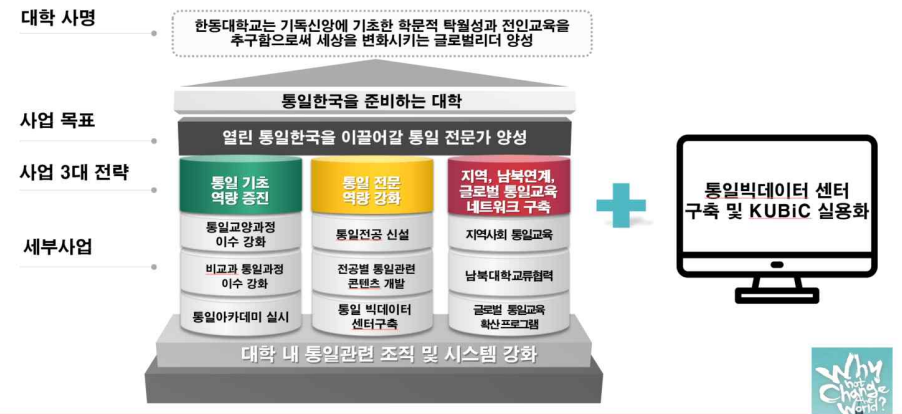 대학 사명
한동대학교는 기독신앙에 기초한 학문적 탁월성과 전인교육을
추구함으로써 세상을 변화시키는 글로벌리더 양성
통일한국을 준비하는 대학
사업 목표
열린 통일한국을 이끌어갈 통일 전문가 양성
사업 3대 전략
통일 기초
역량 증진
통일 전문
역량 강화
지역, 남북연계,
글로벌 통일교육
네트워크 구축
세부사업
통일교양과정
이수 강화
비교과 통일과정
이수 강화
통일아카데미 실시
통일전공 신설
전공별 통일관련
콘텐츠 개발
통일 빅데이터
센터구축
지역사회 통일교육
남북대학교류협력
글로벌 통일교육
확산프로그램
대학 내 통일관련 조직 및 시스템 강화
통일빅데이터 센터
구축 및 KUBiC 실용화
Why
not
Change
the
World?